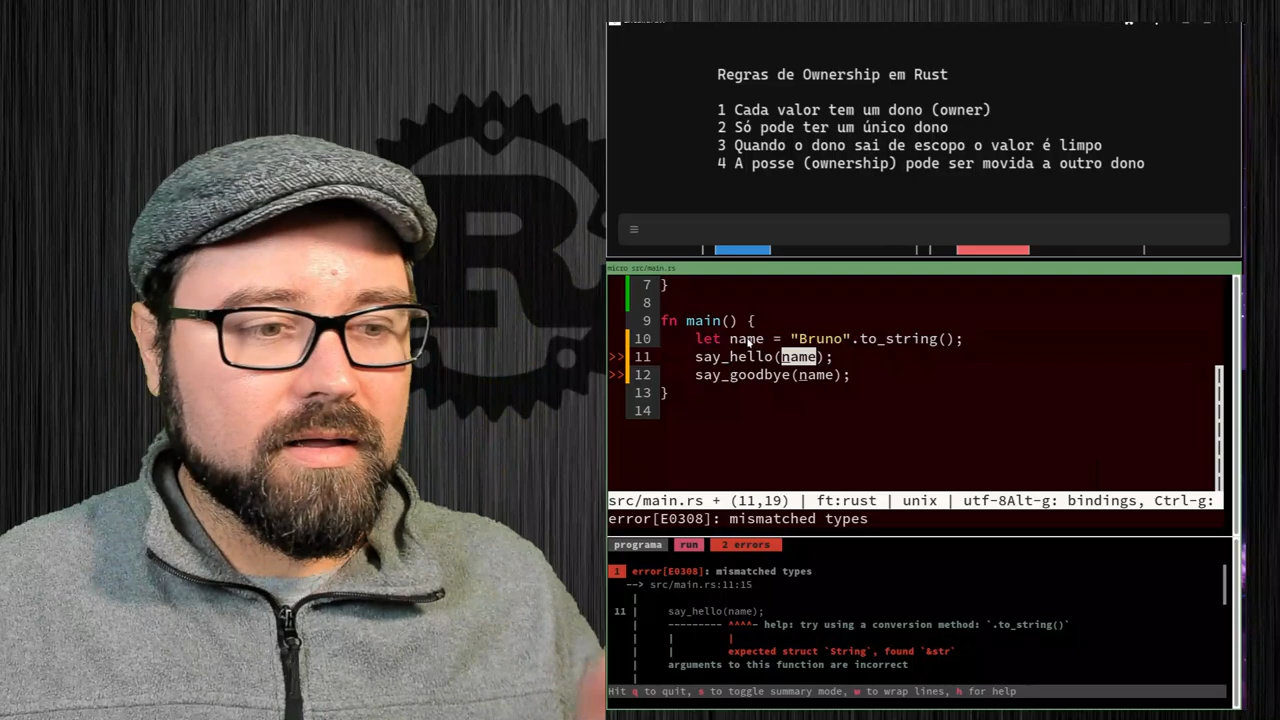 Regras de Ownership em Rust
1 Cada valor tem um dono (owner)
2 Só pode ter um único dono
3 Quando o dono sai de escopo o valor é limpo
4 A posse (ownership) pode ser movida a outro dono
R
micro src/main.rs
7 }
8
9 fn main() {
10 let name = "Bruno".to_string();
>> 11 say_hello(name);
>> 12 say_goodbye(name);
13 }
14
src/main.rs + (11,19) | ft:rust | unix | utf-8Alt-g: bindings, Ctrl-g:
error[E0308]: mismatched types
programa run 2 errors
1 error[E0308]: mismatched types
--> src/main.rs:11:15
|
11 | say_hello(name);
| --------- ^^^^- help: try using a conversion method: `.to_string()`
| | |
| | expected struct `String`, found `&str`
| arguments to this function are incorrect
|
Hit q to quit, s to toggle summary mode, w to wrap lines, h for help